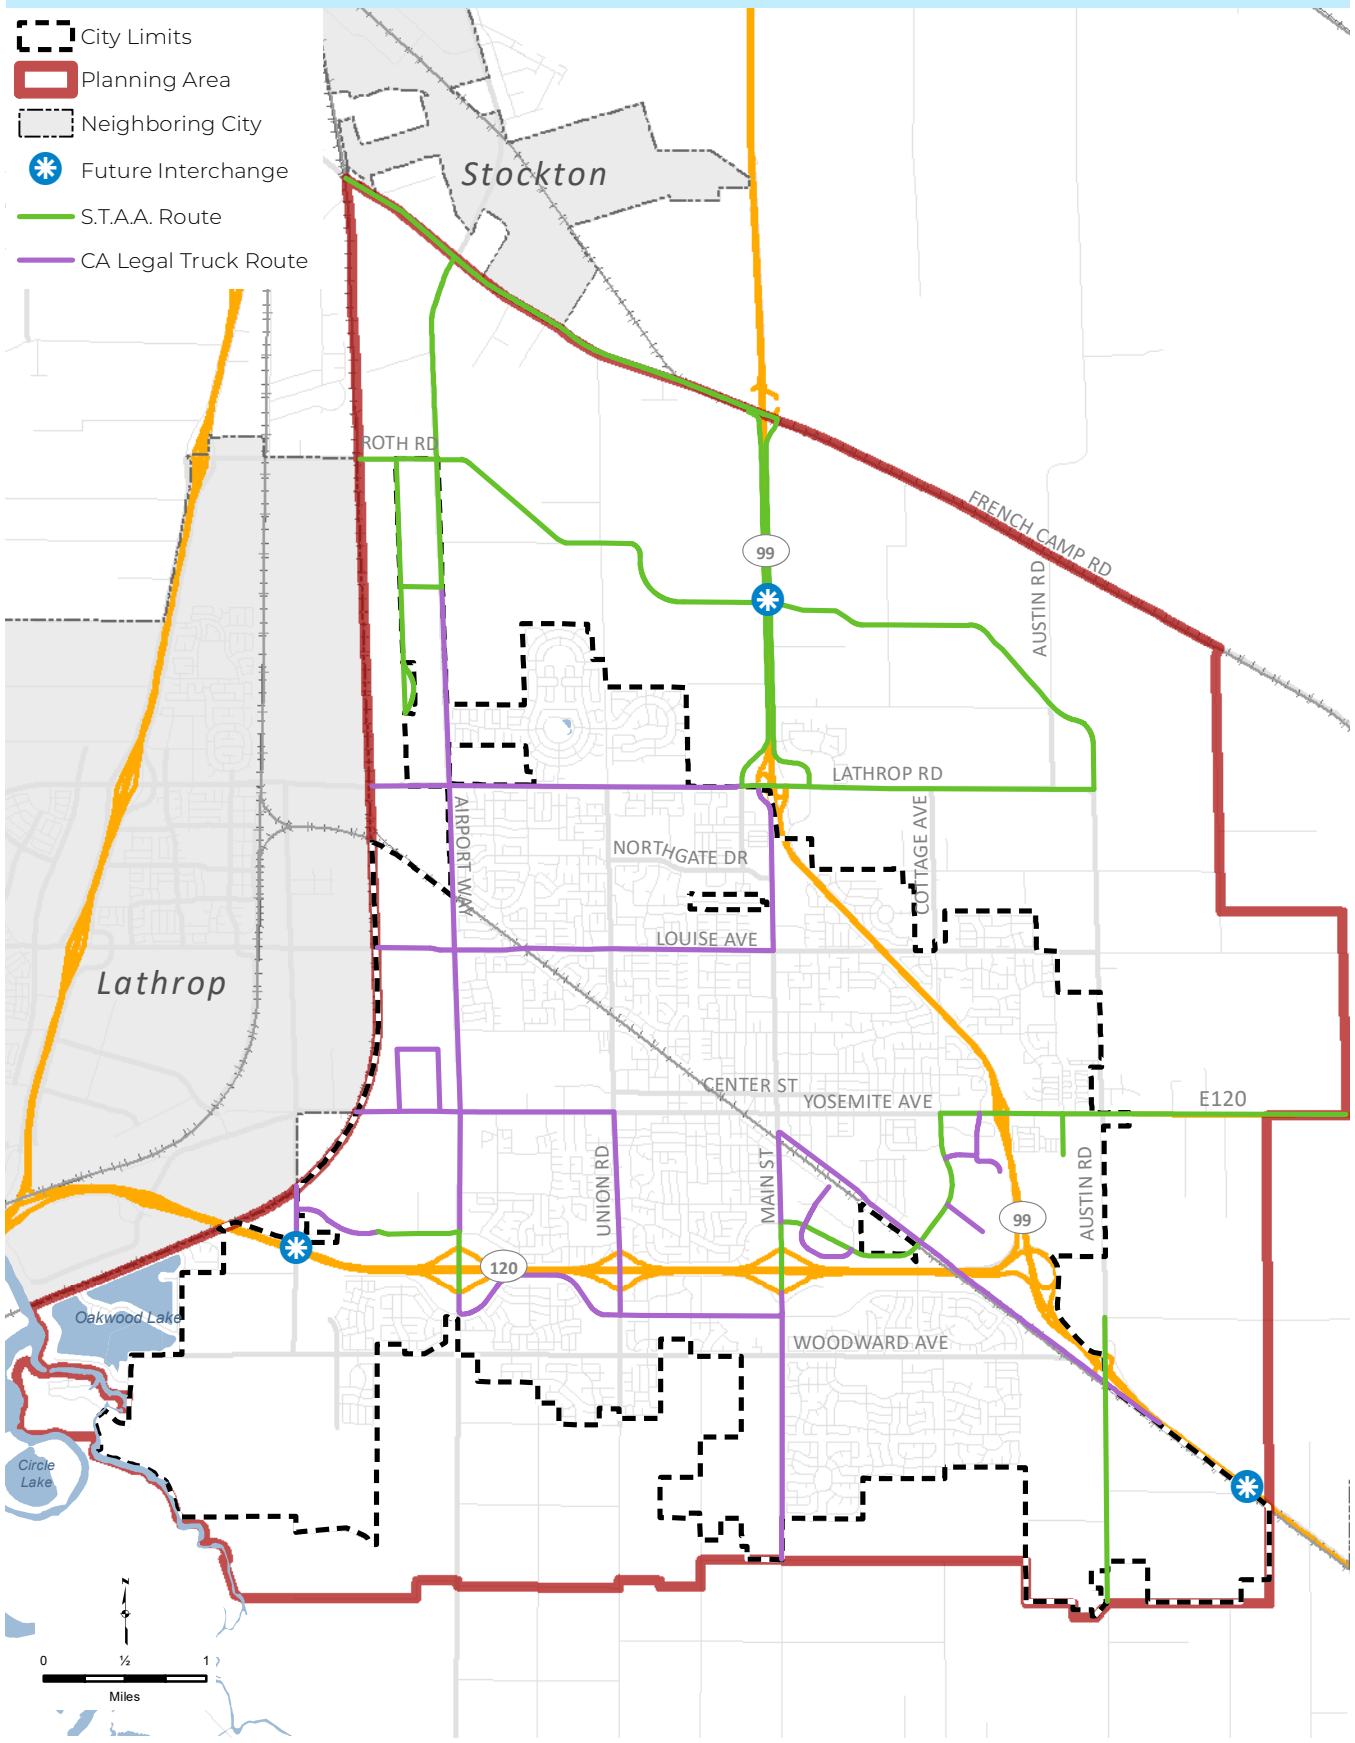 City Limits
Planning Area
Neighboring City
Future Interchange
S.T.A.A. Route
CA Legal Truck Route
Stockton
ROTH RD
FRENCH CAMP RD
99
AUSTIN RD
LATHROP RD
AIRPORT WAY
COTTAGE AVE
NORTHGATE DR
LOUISE AVE
Lathrop
CENTER ST
YOSEMITE AVE
E120
UNION RD
MAIN ST
AUSTIN RD
99
120
Oakwood Lake
WOODWARD AVE
Circle
Lake
N
0 ½ 1
Miles